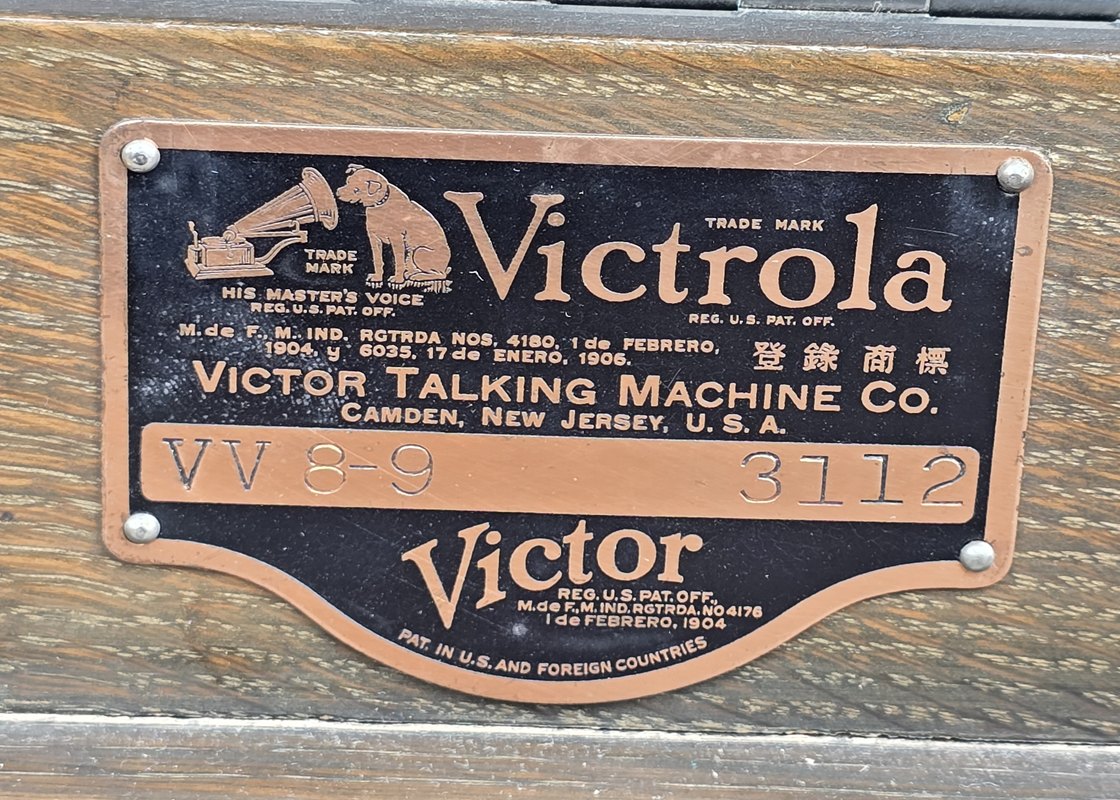 Victrola
TRADE MARK
REG. U.S. PAT. OFF.
TRADE
MARK
HIS MASTER'S VOICE
REG. U.S. PAT. OFF.
M. de F., M. IND. RGTRDA NOS. 4180, 1 de FEBRERO,
1904, y 6035, 17 de ENERO, 1906.
登錄商標
VICTOR TALKING MACHINE CO.
CAMDEN, NEW JERSEY, U. S. A.
VV 8-9 3112
Victor
REG. U.S. PAT. OFF.,
M. de F., M. IND. RGTRDA. NO 4176
1 de FEBRERO, 1904
PAT. IN U.S. AND FOREIGN COUNTRIES